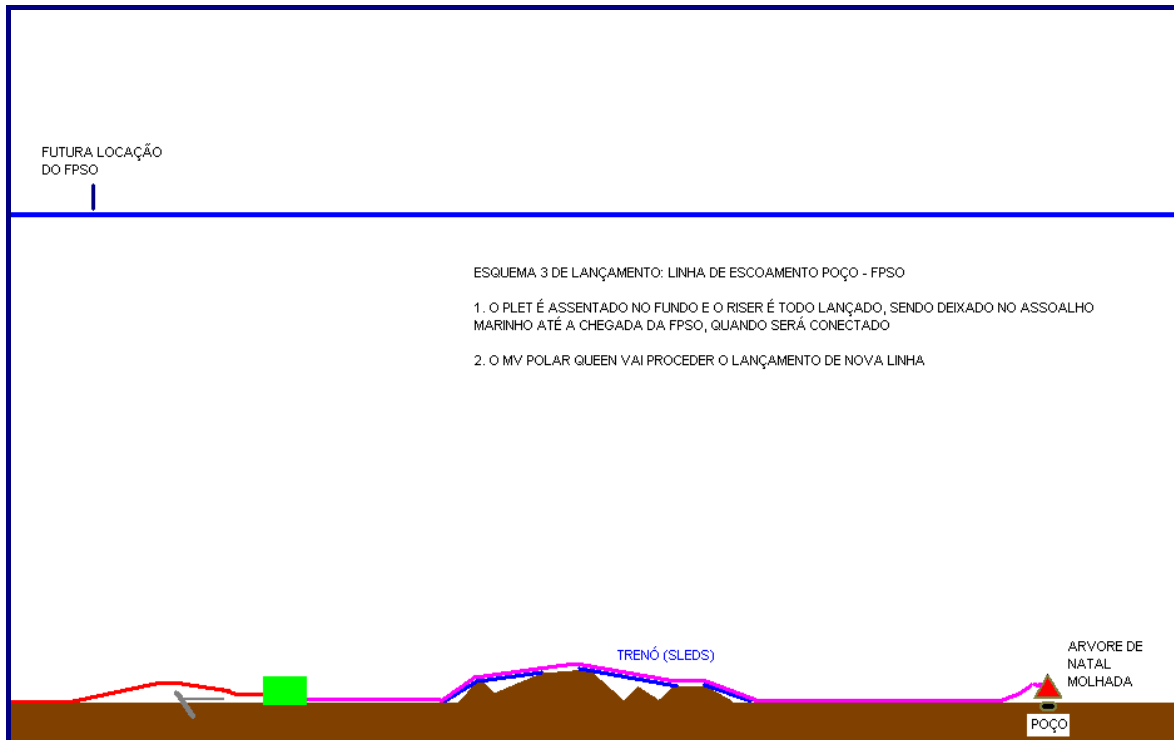 FUTURA LOCAÇÃO
DO FPSO
ESQUEMA 3 DE LANÇAMENTO: LINHA DE ESCOAMENTO POÇO - FPSO
1. O PLET É ASSENTADO NO FUNDO E O RISER É TODO LANÇADO, SENDO DEIXADO NO ASSOALHO
MARINHO ATÉ A CHEGADA DA FPSO, QUANDO SERÁ CONECTADO
2. O MV POLAR QUEEN VAI PROCEDER O LANÇAMENTO DE NOVA LINHA
TRENÓ (SLEDS)
ARVORE DE
NATAL
MOLHADA
POÇO